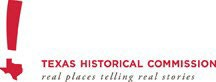 TEXAS HISTORICAL COMMISSION
real places telling real stories